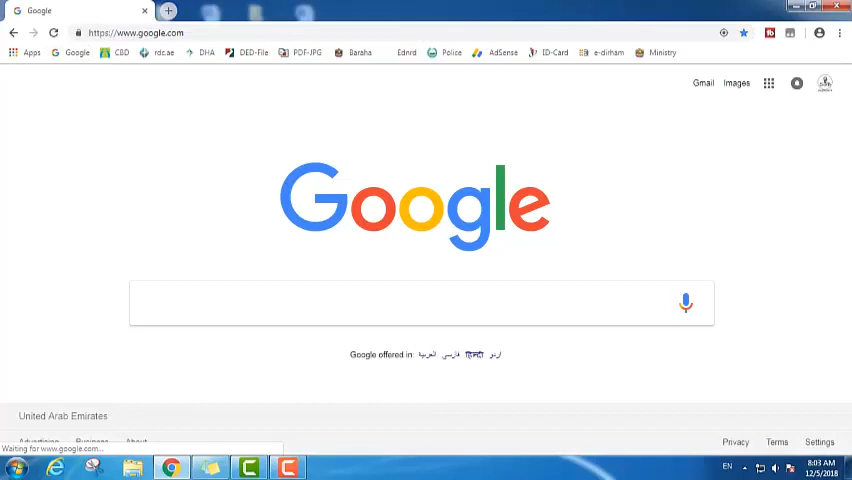 Google
https://www.google.com
Apps Google CBD rdc.ae DHA DED-File PDF-JPG Baraha Ednrd Police AdSense ID-Card e-dirham Ministry
Gmail Images
Google
Google offered in: العربية فارسی हिन्दी اردو
United Arab Emirates
Advertising Business About
Privacy Terms Settings
Waiting for www.google.com...
EN
8:03 AM
12/5/2018